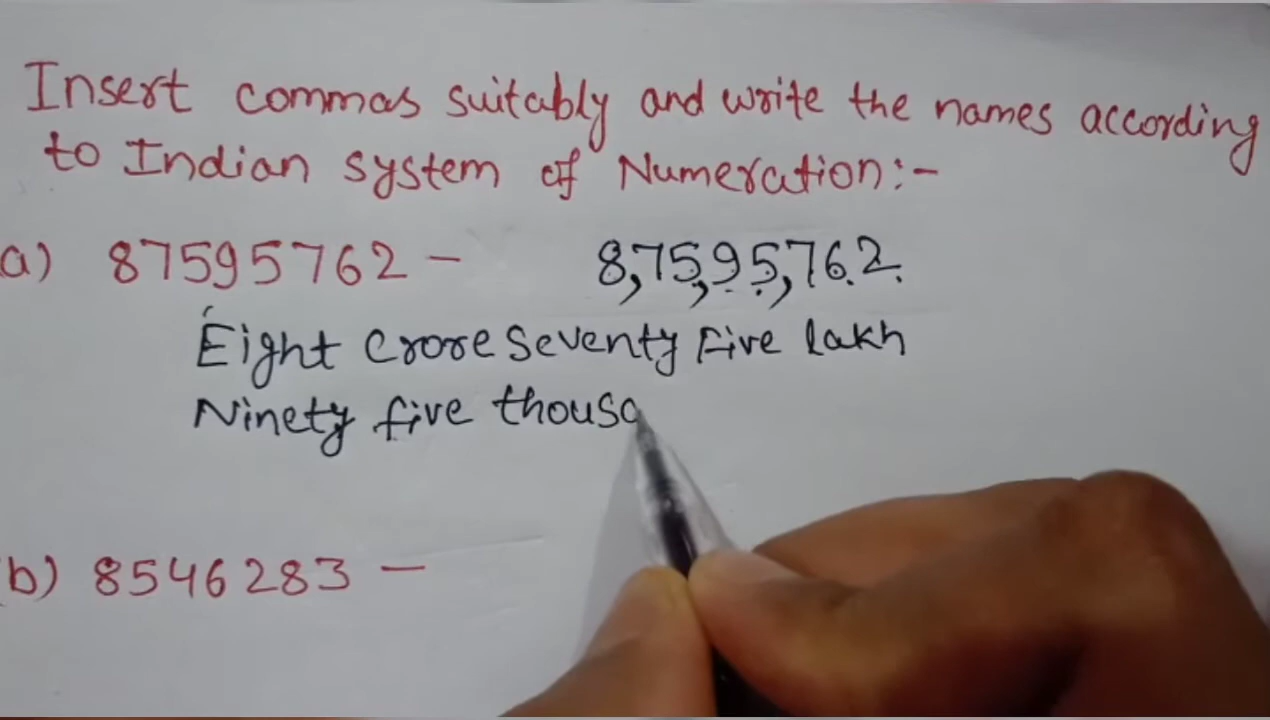 Insert commas suitably and write the names according
to Indian system of Numeration:-
a) 87595762 - 8,75,95,762
Eight Crore Seventy Five lakh
Ninety five thousa
b) 8546283 -